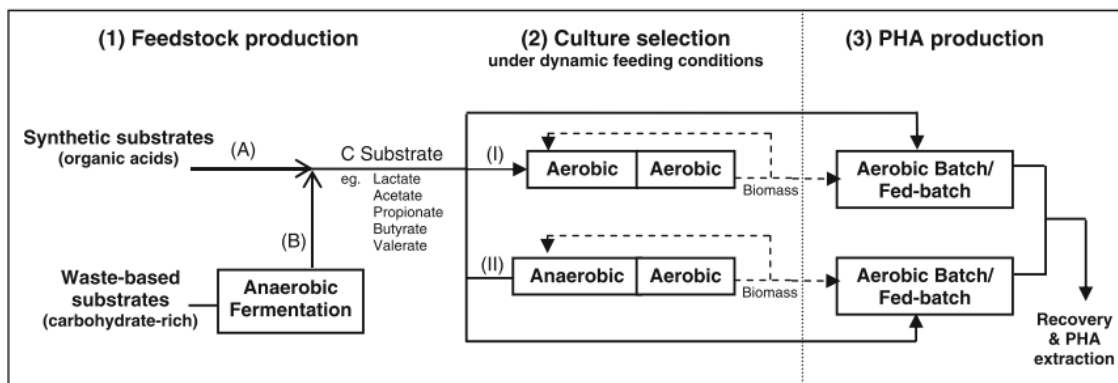 (1) Feedstock production
(2) Culture selection
under dynamic feeding conditions
(3) PHA production
Synthetic substrates
(organic acids)
(A)
C Substrate
eg. Lactate
Acetate
Propionate
Butyrate
Valerate
(B)
Waste-based
substrates
(carbohydrate-rich)
Anaerobic
Fermentation
(I)
Aerobic
Aerobic
Biomass
(II)
Anaerobic
Aerobic
Biomass
Aerobic Batch/
Fed-batch
Aerobic Batch/
Fed-batch
Recovery
& PHA
extraction